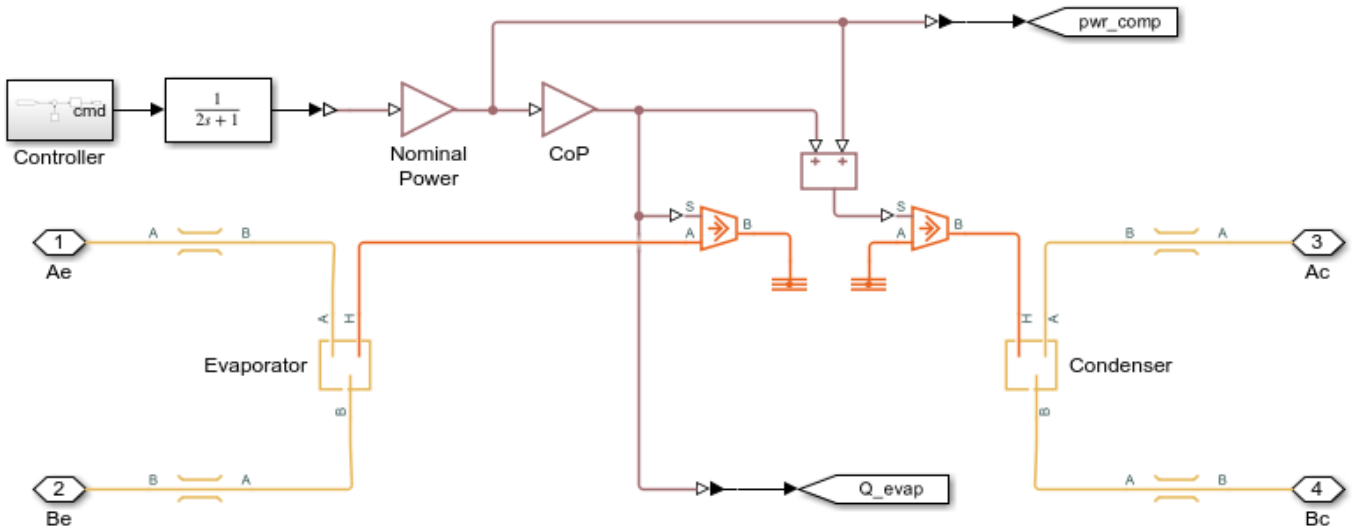 pwr_comp
cmd
1
2s + 1
Controller
Nominal
Power
CoP
+ +
S
S
A
B
A
B
1
A
B
B
A
3
Ae
Ac
A
H
H
A
Evaporator
Condenser
B
B
2
B
A
Q_evap
A
B
4
Be
Bc